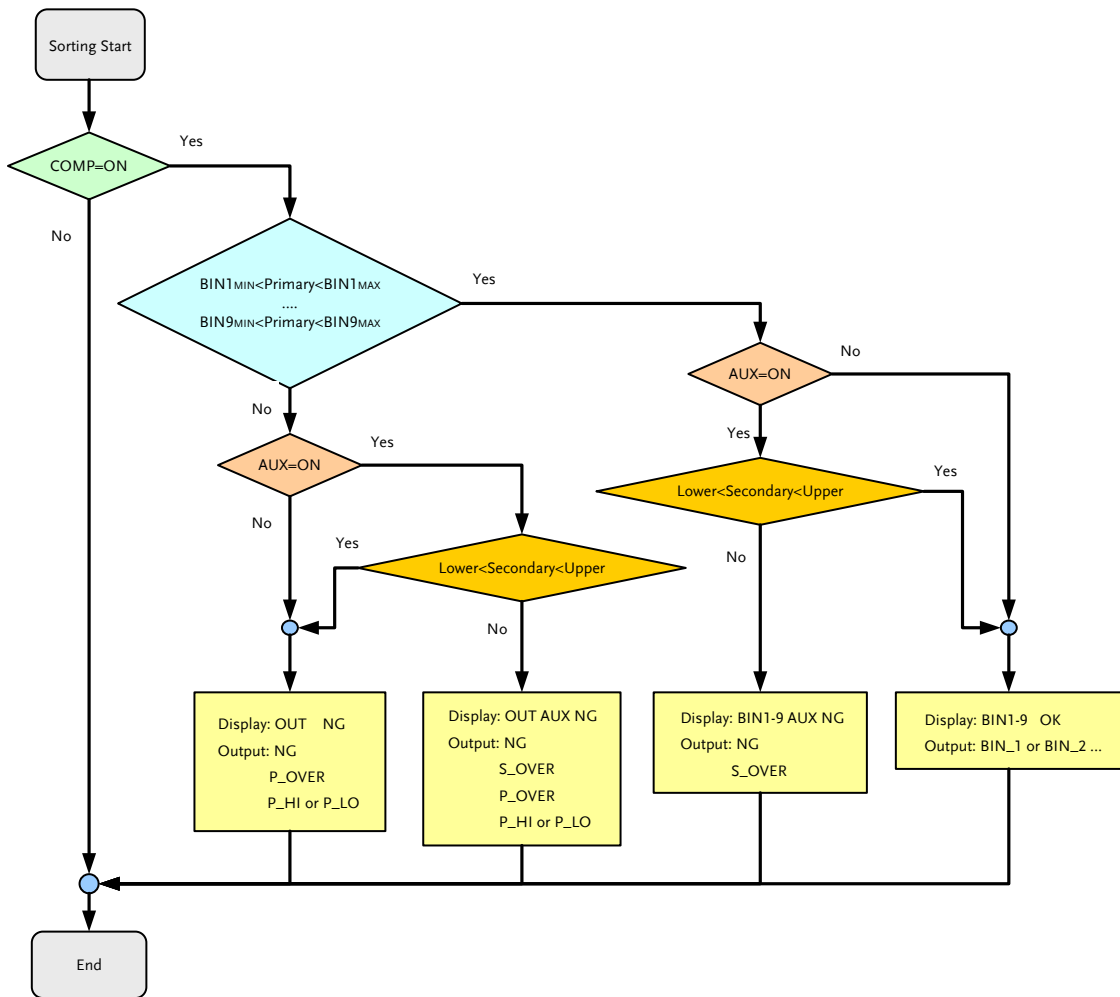 Sorting Start
Yes
COMP=ON
No
BIN1MIN<Primary<BIN1MAX
....
BIN9MIN<Primary<BIN9MAX
Yes
No
AUX=ON
No
Yes
AUX=ON
Yes
Yes
Lower<Secondary<Upper
No
Yes
No
Lower<Secondary<Upper
No
Display: OUT NG
Output: NG
P_OVER
P_HI or P_LO
Display: OUT AUX NG
Output: NG
S_OVER
P_OVER
P_HI or P_LO
Display: BIN1-9 AUX NG
Output: NG
S_OVER
Display: BIN1-9 OK
Output: BIN_1 or BIN_2 ...
End